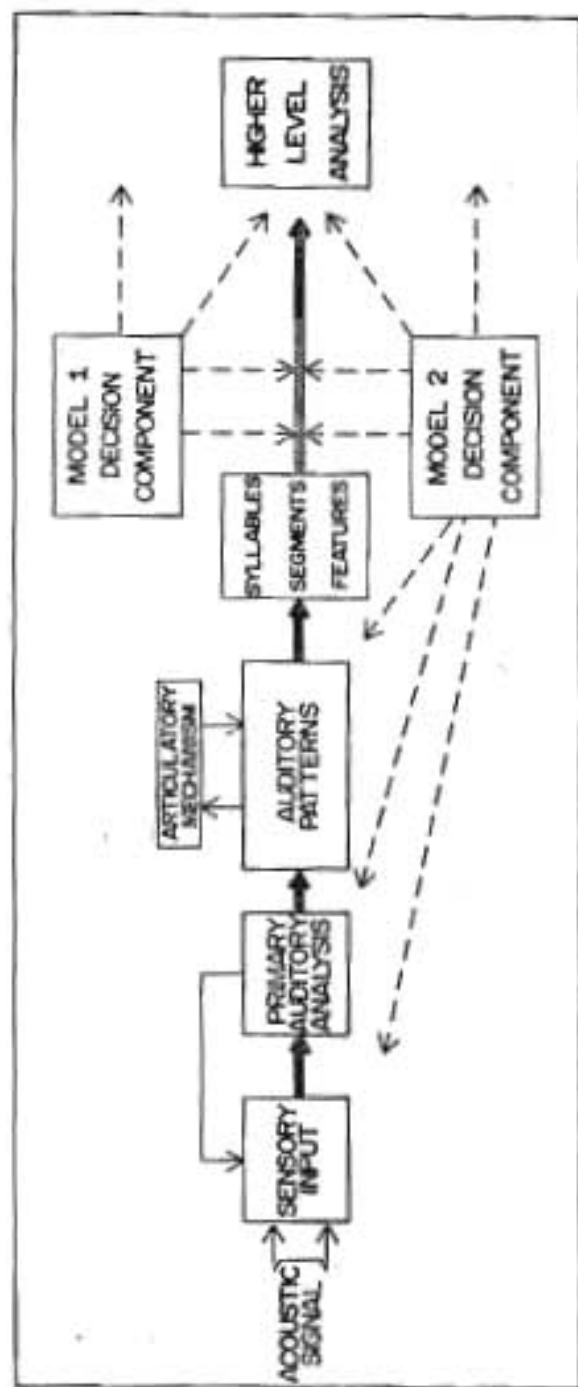 ACOUSTIC
SIGNAL
SENSORY
INPUT
PRIMARY
AUDITORY
ANALYSIS
ARTICULATORY
MECHANISM
AUDITORY
PATTERNS
SYLLABLES
SEGMENTS
FEATURES
MODEL 1
DECISION
COMPONENT
MODEL 2
DECISION
COMPONENT
HIGHER
LEVEL
ANALYSIS